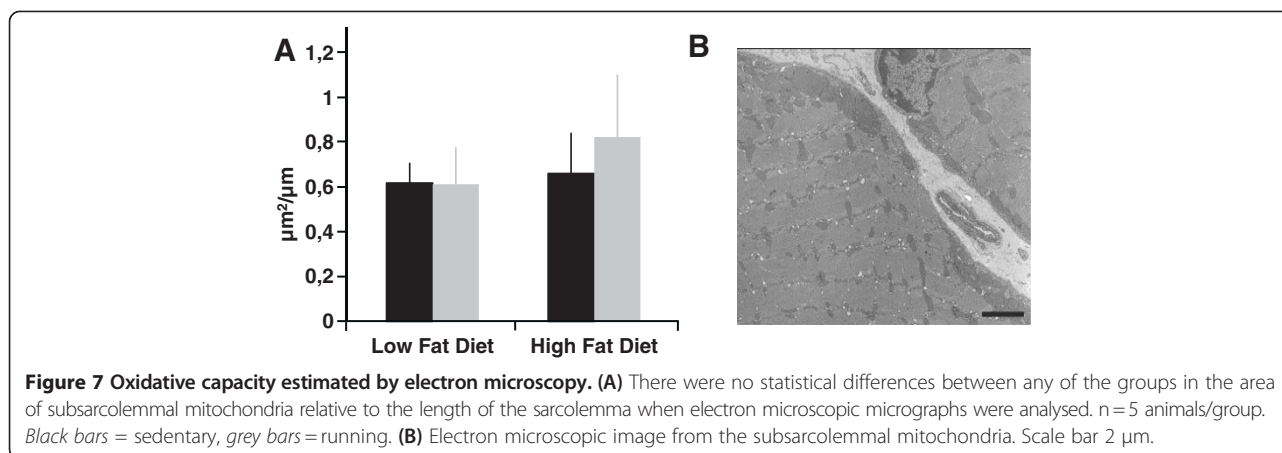 A
1,2
1
0,8
0,6
0,4
0,2
0
µm²/µm
Low Fat Diet
High Fat Diet
B
Figure 7 Oxidative capacity estimated by electron microscopy. (A) There were no statistical differences between any of the groups in the area
of subsarcolemmal mitochondria relative to the length of the sarcolemma when electron microscopic micrographs were analysed. n = 5 animals/group.
Black bars = sedentary, grey bars = running. (B) Electron microscopic image from the subsarcolemmal mitochondria. Scale bar 2 µm.